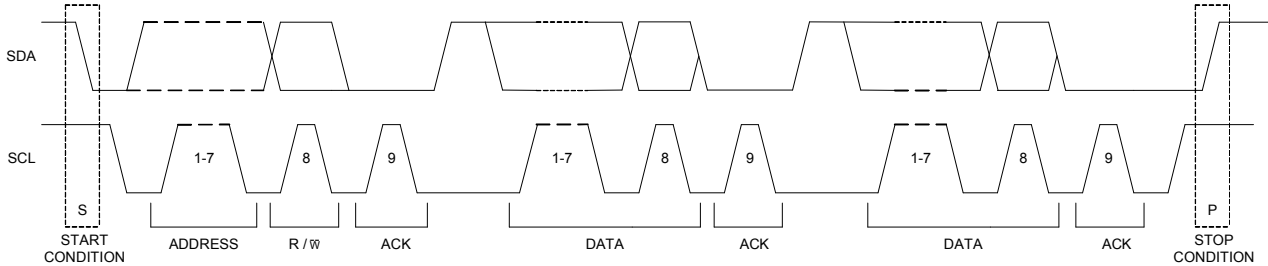 SDA
SCL
1-7
8
9
1-7
8
9
1-7
8
9
S
P
START
CONDITION
ADDRESS
R / W̅
ACK
DATA
ACK
DATA
ACK
STOP
CONDITION